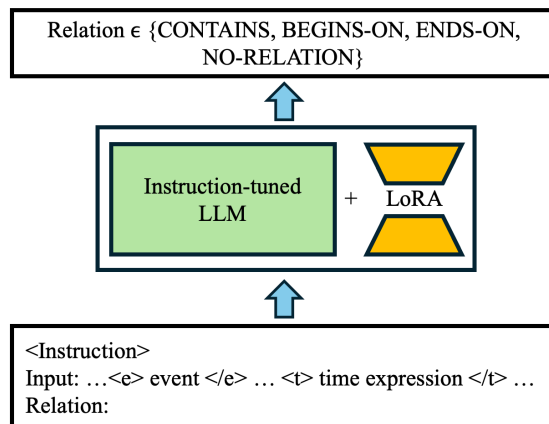 Relation ϵ {CONTAINS, BEGINS-ON, ENDS-ON,
NO-RELATION}
Instruction-tuned
LLM
+
LoRA
<Instruction>
Input: …<e> event </e> … <t> time expression </t> …
Relation: